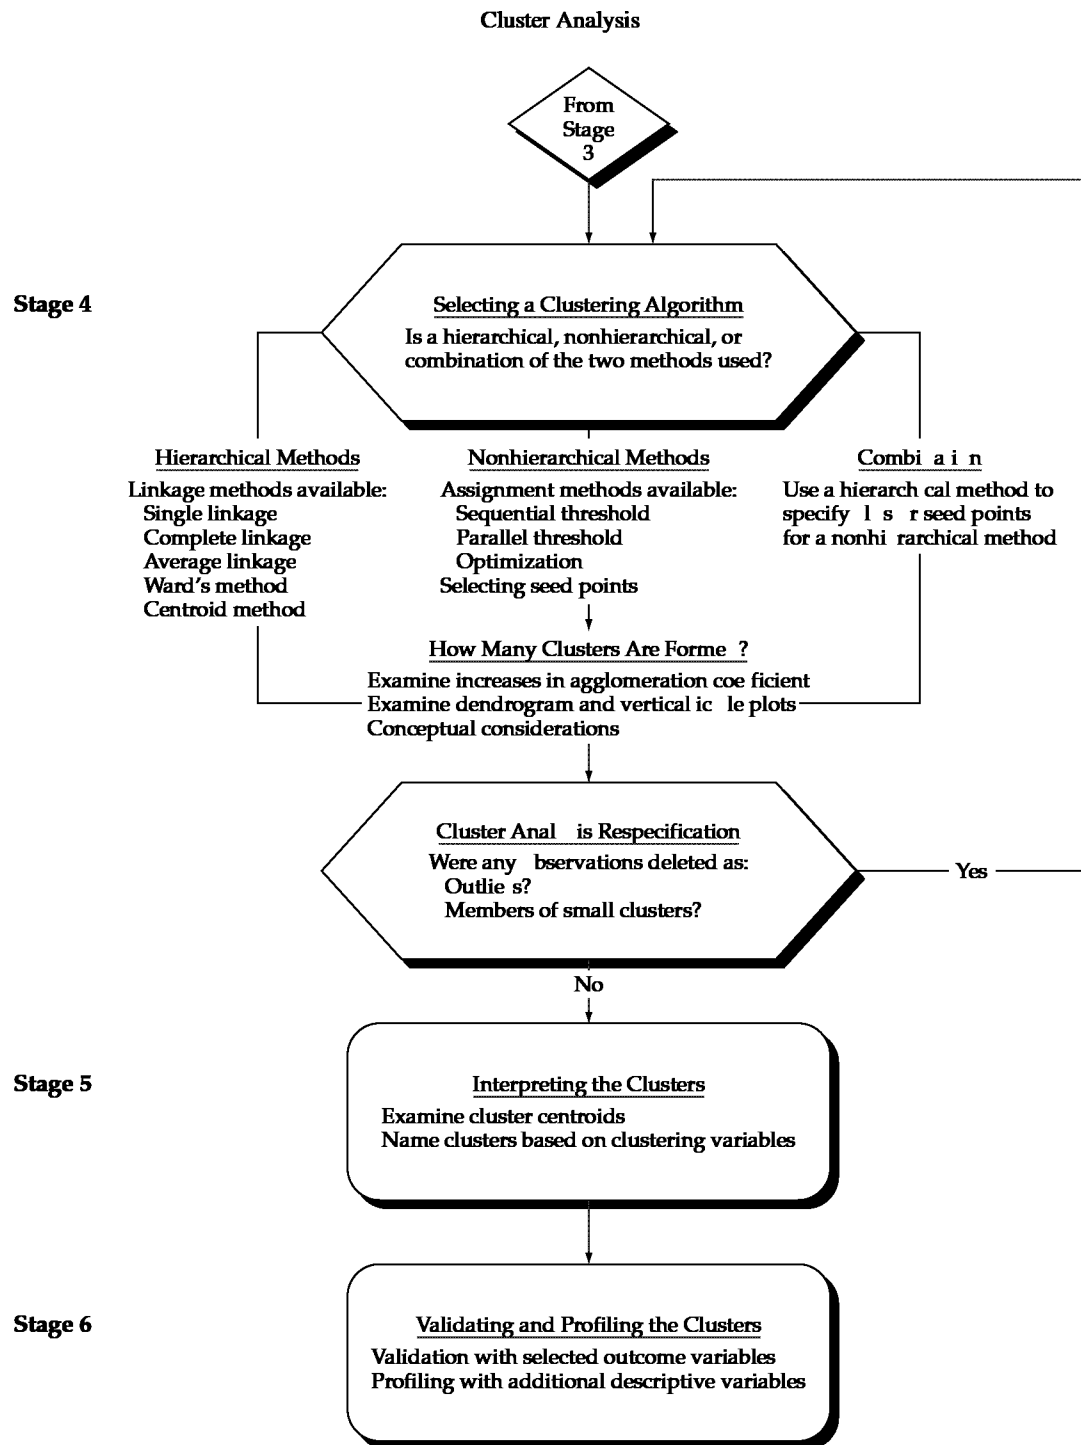 Cluster Analysis
From
Stage
3
Stage 4
Selecting a Clustering Algorithm
Is a hierarchical, nonhierarchical, or
combination of the two methods used?
Hierarchical Methods
Linkage methods available:
Single linkage
Complete linkage
Average linkage
Ward's method
Centroid method
Nonhierarchical Methods
Assignment methods available:
Sequential threshold
Parallel threshold
Optimization
Selecting seed points
Combi a i n
Use a hierarch cal method to
specify l s r seed points
for a nonhi rarchical method
How Many Clusters Are Forme ?
Examine increases in agglomeration coe ficient
Examine dendrogram and vertical ic le plots
Conceptual considerations
Cluster Anal is Respecification
Were any bservations deleted as:
Outlie s?
Members of small clusters?
Yes
No
Stage 5
Interpreting the Clusters
Examine cluster centroids
Name clusters based on clustering variables
Stage 6
Validating and Profiling the Clusters
Validation with selected outcome variables
Profiling with additional descriptive variables